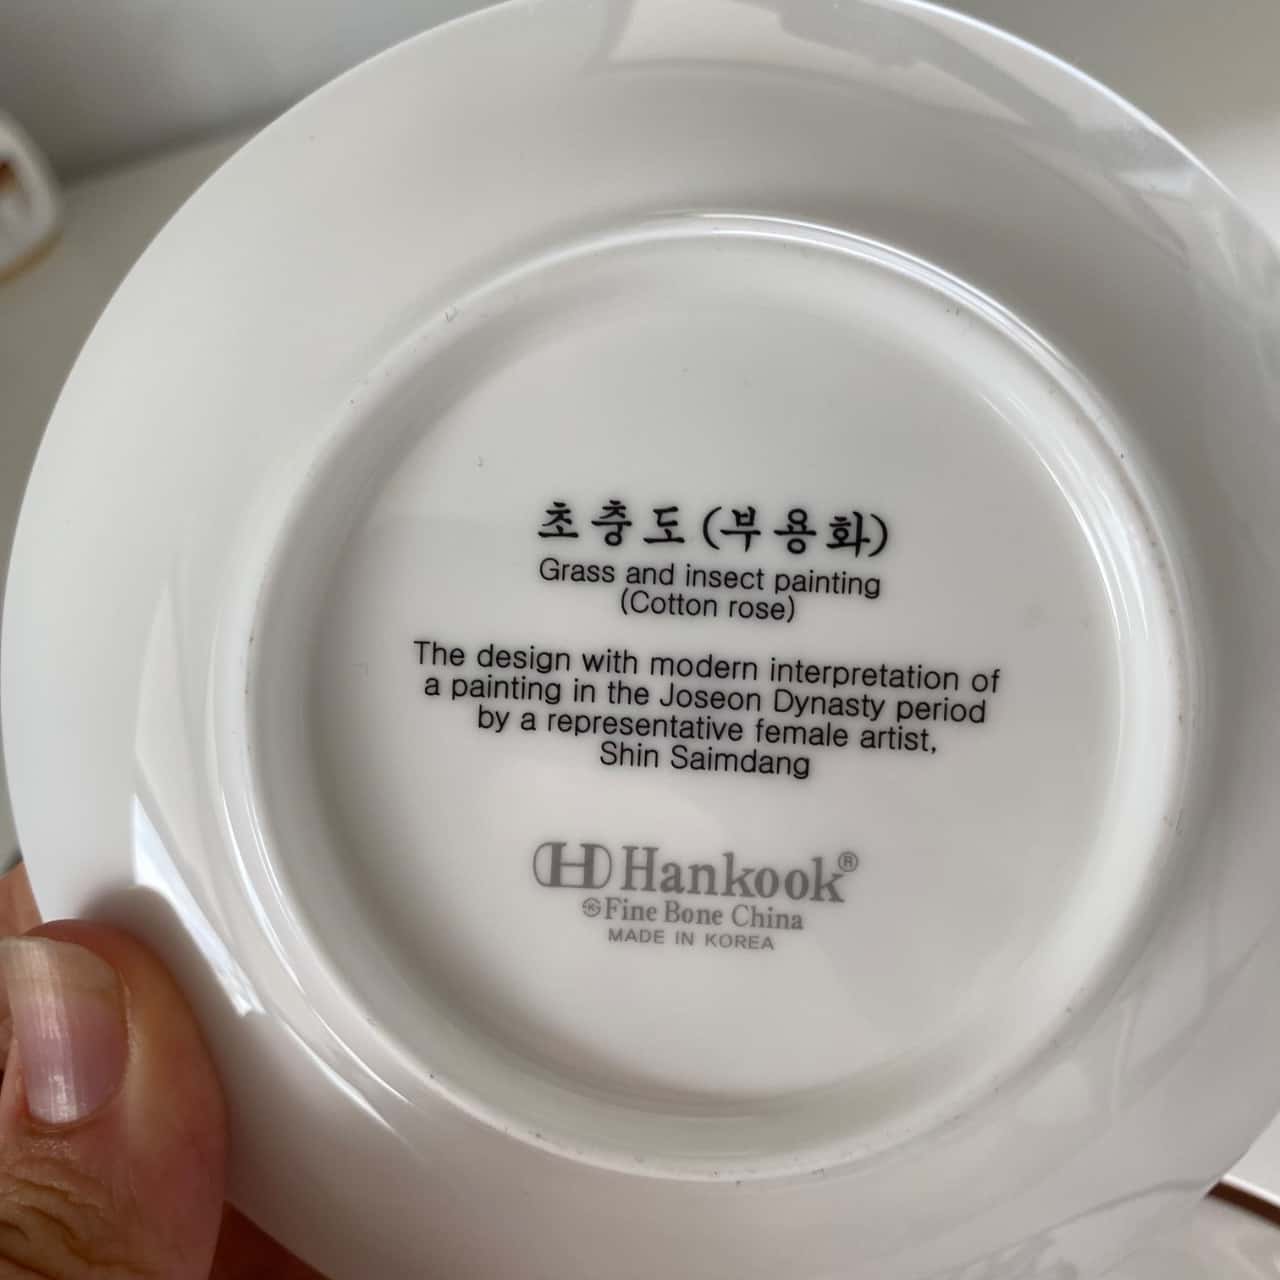 초충도(부용화)
Grass and insect painting
(Cotton rose)
The design with modern interpretation of
a painting in the Joseon Dynasty period
by a representative female artist,
Shin Saimdang
Hankook®
Fine Bone China
MADE IN KOREA